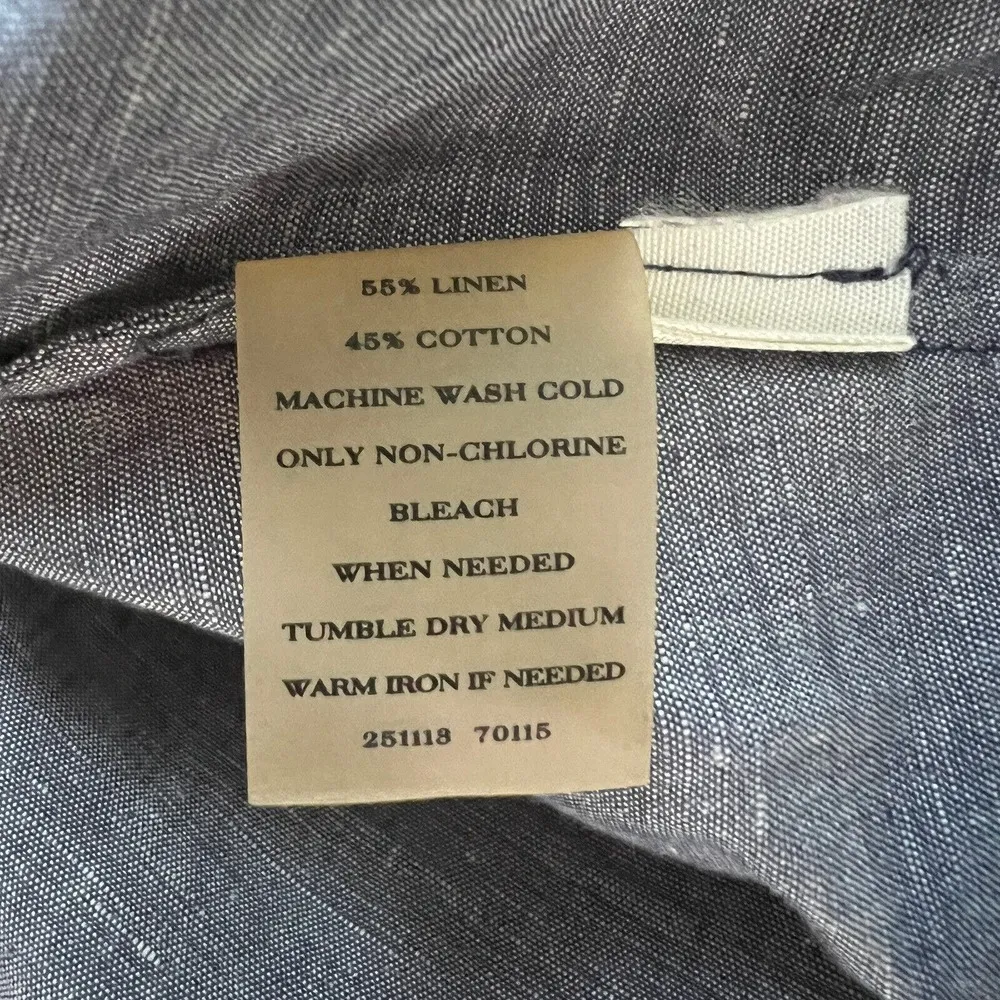 55% LINEN
45% COTTON
MACHINE WASH COLD
ONLY NON-CHLORINE
BLEACH
WHEN NEEDED
TUMBLE DRY MEDIUM
WARM IRON IF NEEDED
251118 70115